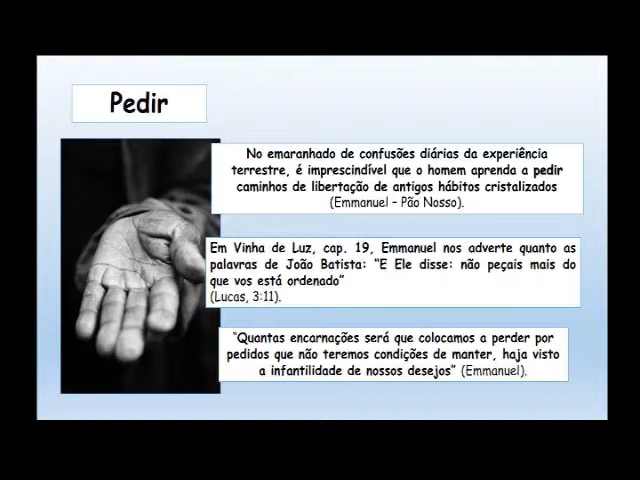 Pedir
No emaranhado de confusões diárias da experiência
terrestre, é imprescindível que o homem aprenda a pedir
caminhos de libertação de antigos hábitos cristalizados
(Emmanuel – Pão Nosso).
Em Vinha de Luz, cap. 19, Emmanuel nos adverte quanto as
palavras de João Batista: “E Ele disse: não peçais mais do
que vos está ordenado”
(Lucas, 3:11).
“Quantas encarnações será que colocamos a perder por
pedidos que não teremos condições de manter, haja visto
a infantilidade de nossos desejos” (Emmanuel).